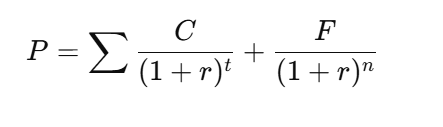 P = ∑ C/(1 + r)^t + F/(1 + r)^n